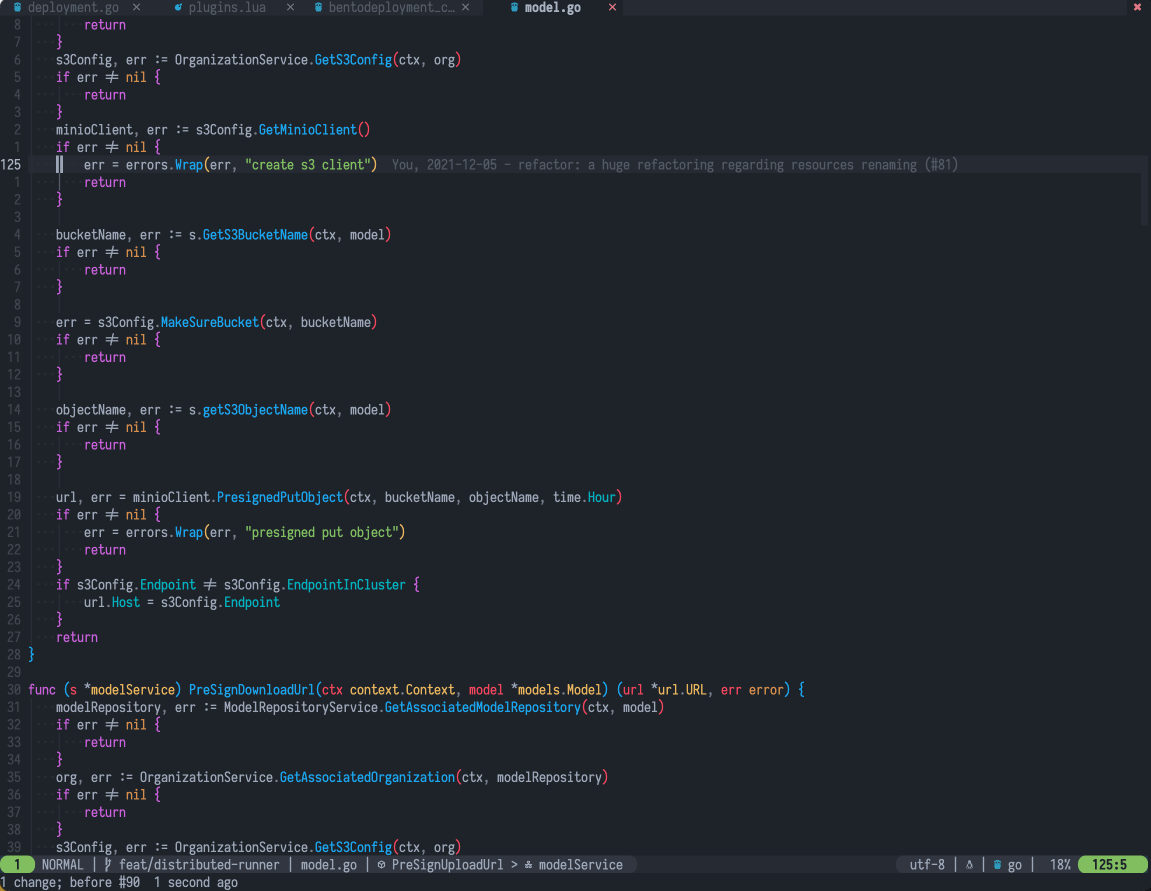 deployment.go × plugins.lua × bentodeployment_c… × model.go × ×
8 return
7 }
6 s3Config, err := OrganizationService.GetS3Config(ctx, org)
5 if err ≠ nil {
4 return
3 }
2 minioClient, err := s3Config.GetMinioClient()
1 if err ≠ nil {
125 err = errors.Wrap(err, "create s3 client") You, 2021-12-05 - refactor: a huge refactoring regarding resources renaming (#81)
1 return
2 }
3
4 bucketName, err := s.GetS3BucketName(ctx, model)
5 if err ≠ nil {
6 return
7 }
8
9 err = s3Config.MakeSureBucket(ctx, bucketName)
10 if err ≠ nil {
11 return
12 }
13
14 objectName, err := s.getS3ObjectName(ctx, model)
15 if err ≠ nil {
16 return
17 }
18
19 url, err = minioClient.PresignedPutObject(ctx, bucketName, objectName, time.Hour)
20 if err ≠ nil {
21 err = errors.Wrap(err, "presigned put object")
22 return
23 }
24 if s3Config.Endpoint ≠ s3Config.EndpointInCluster {
25 url.Host = s3Config.Endpoint
26 }
27 return
28 }
29
30 func (s *modelService) PreSignDownloadUrl(ctx context.Context, model *models.Model) (url *url.URL, err error) {
31 modelRepository, err := ModelRepositoryService.GetAssociatedModelRepository(ctx, model)
32 if err ≠ nil {
33 return
34 }
35 org, err := OrganizationService.GetAssociatedOrganization(ctx, modelRepository)
36 if err ≠ nil {
37 return
38 }
39 s3Config, err := OrganizationService.GetS3Config(ctx, org)
1 NORMAL | feat/distributed-runner | model.go | PreSignUploadUrl > modelService utf-8 | | go | 18% 125:5
1 change; before #90 1 second ago